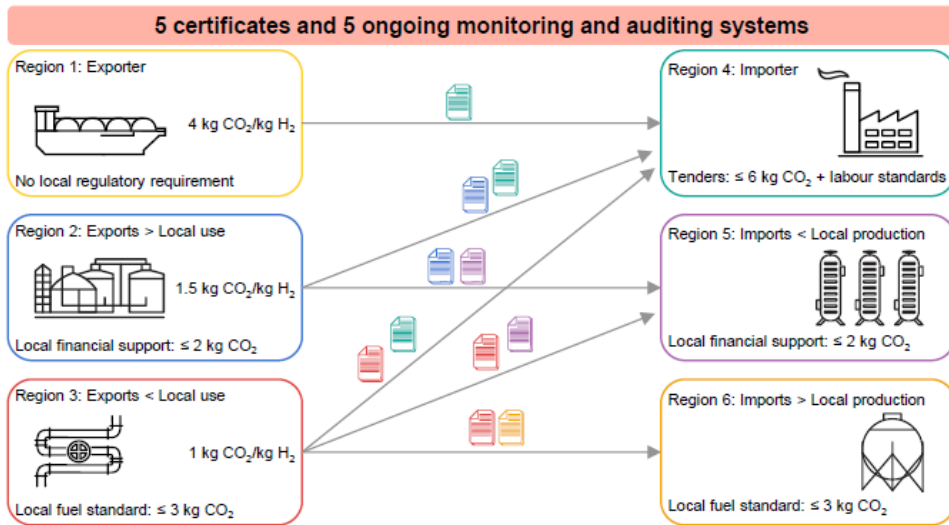 5 certificates and 5 ongoing monitoring and auditing systems
Region 1: Exporter
4 kg CO₂/kg H₂
No local regulatory requirement
Region 2: Exports > Local use
1.5 kg CO₂/kg H₂
Local financial support: ≤ 2 kg CO₂
Region 3: Exports < Local use
1 kg CO₂/kg H₂
Local fuel standard: ≤ 3 kg CO₂
Region 4: Importer
Tenders: ≤ 6 kg CO₂ + labour standards
Region 5: Imports < Local production
Local financial support: ≤ 2 kg CO₂
Region 6: Imports > Local production
Local fuel standard: ≤ 3 kg CO₂